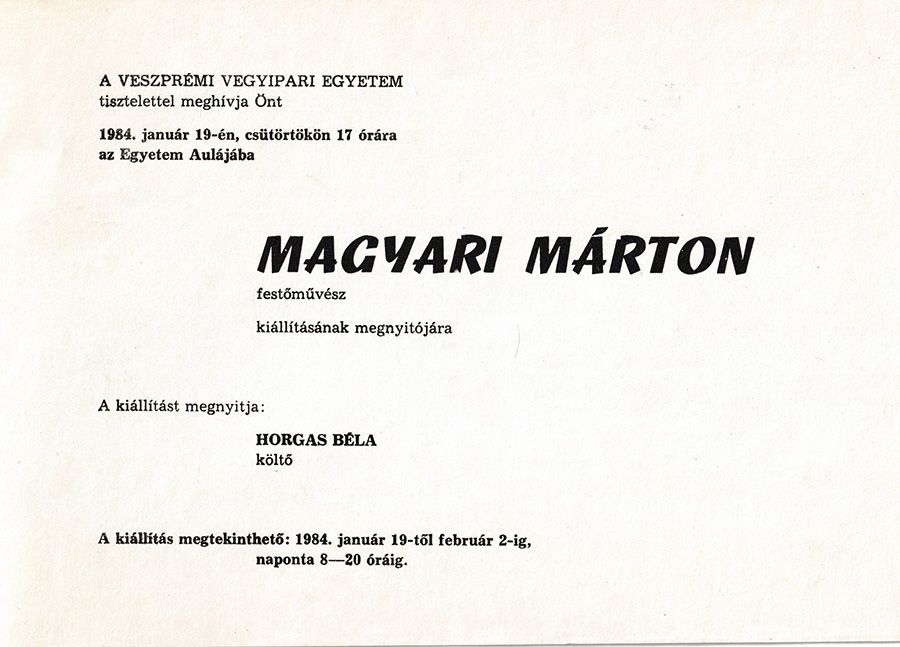 A VESZPRÉMI VEGYIPARI EGYETEM
tisztelettel meghívja Önt
1984. január 19-én, csütörtökön 17 órára
az Egyetem Aulájába
MAGYARI MÁRTON
festőművész
kiállításának megnyitójára
A kiállítást megnyitja:
HORGAS BÉLA
költő
A kiállítás megtekinthető: 1984. január 19-től február 2-ig,
naponta 8—20 óráig.